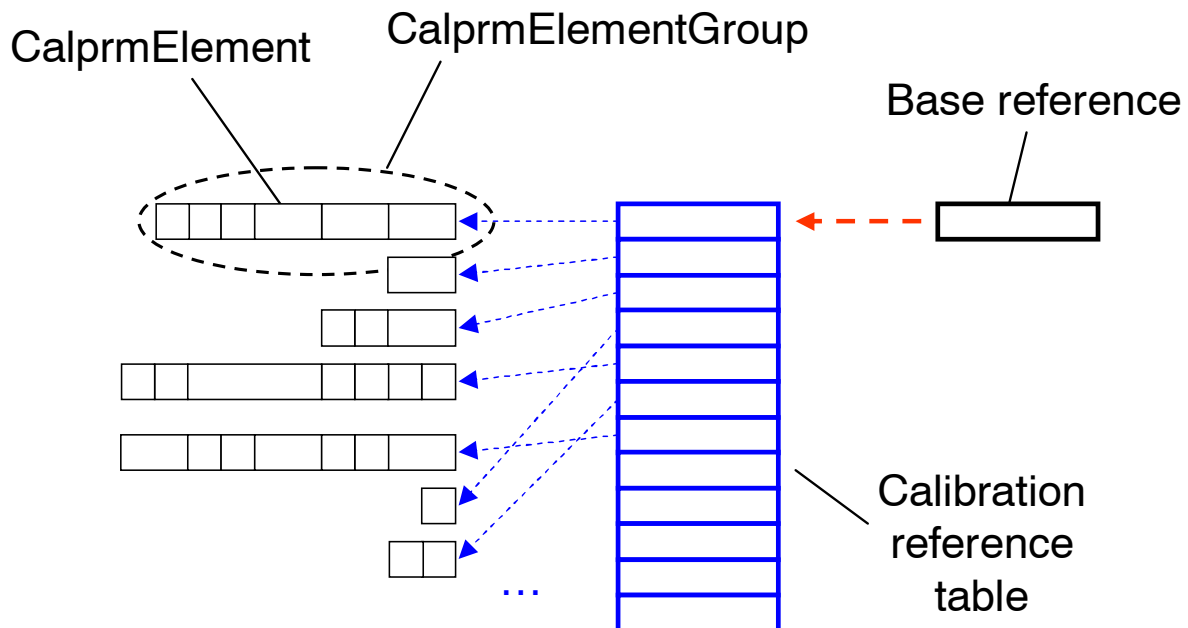 CalprmElement
CalprmElementGroup
Base reference
Calibration
reference
table
...